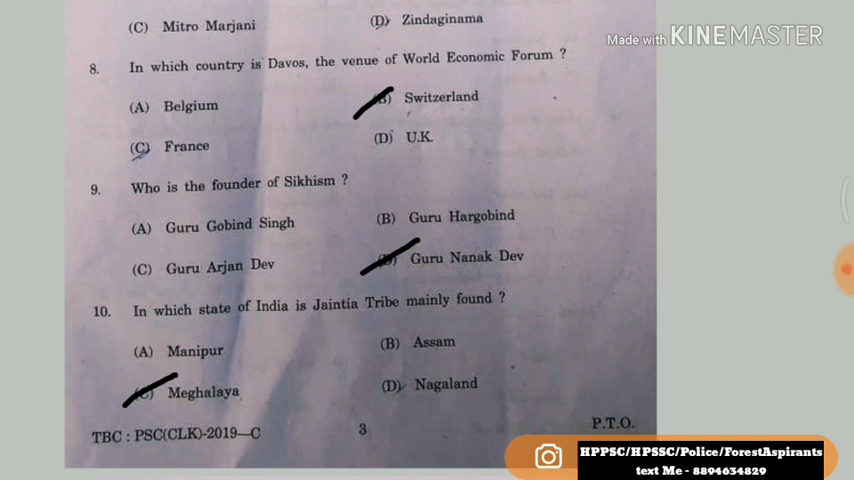 (C) Mitro Marjani (D) Zindaginama
Made with KINEMASTER
8. In which country is Davos, the venue of World Economic Forum ?
(A) Belgium (B) Switzerland
(C) France (D) U.K.
9. Who is the founder of Sikhism ?
(A) Guru Gobind Singh (B) Guru Hargobind
(C) Guru Arjan Dev (D) Guru Nanak Dev
10. In which state of India is Jaintia Tribe mainly found ?
(A) Manipur (B) Assam
(C) Meghalaya (D) Nagaland
TBC : PSC(CLK)-2019—C 3 P.T.O.
HPPSC/HPSSC/Police/ForestAspirants
text Me - 8894634829